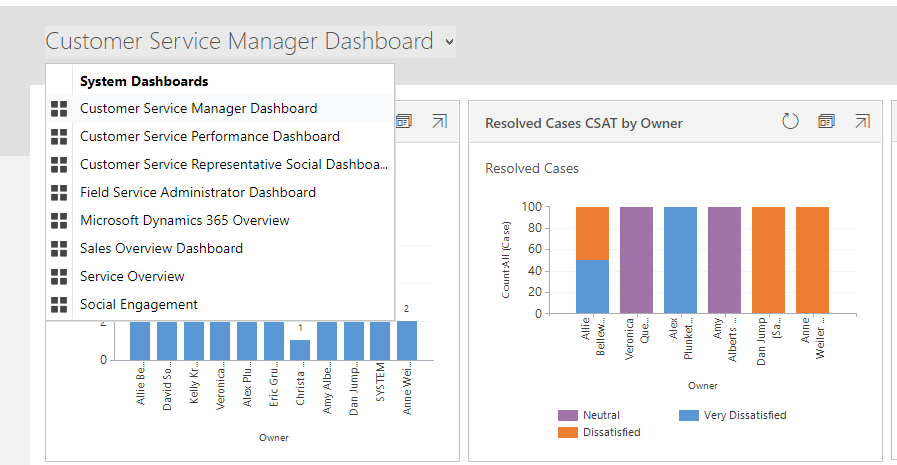 Customer Service Manager Dashboard
System Dashboards
Customer Service Manager Dashboard
Customer Service Performance Dashboard
Customer Service Representative Social Dashboa...
Field Service Administrator Dashboard
Microsoft Dynamics 365 Overview
Sales Overview Dashboard
Service Overview
Social Engagement
2
1
2
0
Allie Be...
David So...
Kelly Kr...
Veronica...
Alex Plu...
Eric Gru...
Christa ...
Amy Albe...
Dan Jump...
SYSTEM
Anne Wei...
Owner
Resolved Cases CSAT by Owner
Resolved Cases
CountAll (Case)
100
80
60
40
20
0
Allie
Bellew...
Veronica
Que...
Alex
Plunket...
Amy
Alberts ...
Dan Jump
(Sa...
Anne
Weiler ...
Owner
Neutral
Very Dissatisfied
Dissatisfied